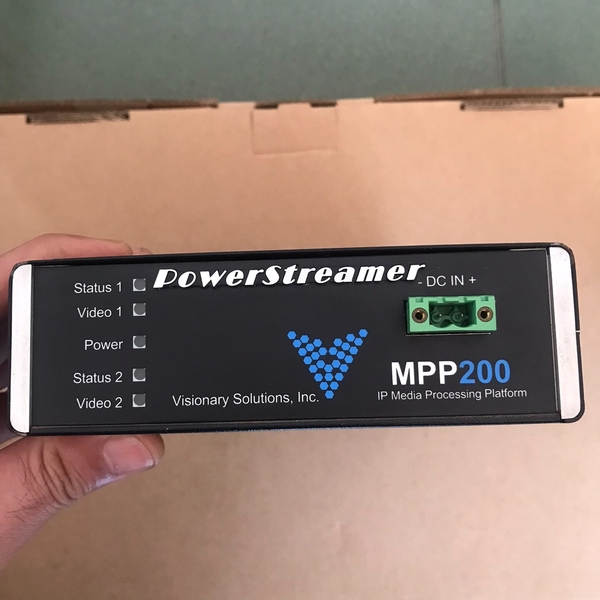 PowerStreamer
- DC IN +
Status 1
Video 1
Power
Status 2
Video 2
Visionary Solutions, Inc.
MPP200
IP Media Processing Platform